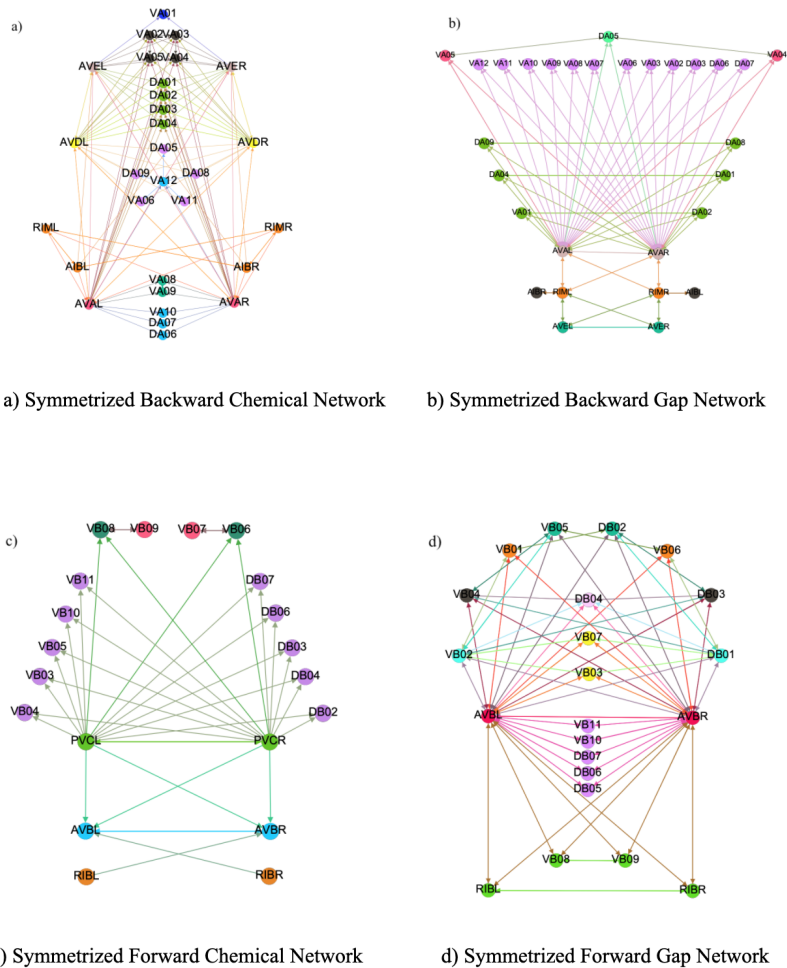 a)
VA01
VA02 VA03
VA05 VA04
AVEL AVER
DA01
DA02
DA03
DA04
AVDL AVDR
DA05
DA09 DA08
VA12
VA06 VA11
RIML RIMR
AIBL AIBR
VA08
VA09
AVAL AVAR
VA10
DA07
DA06
a) Symmetrized Backward Chemical Network
b)
DA05
VA05 VA04
VA12 VA11 VA10 VA09 VA08 VA07 VA06 VA03 VA02 DA03 DA06 DA07
DA09 DA08
DA04 DA01
VA01 DA02
AVAL AVAR
AIBR RIML RIMR AIBL
AVEL AVER
b) Symmetrized Backward Gap Network
c)
VB08 VB09 VB07 VB06
VB11 DB07
VB10 DB06
VB05 DB03
VB03 DB04
VB04 DB02
PVCL PVCR
AVBL AVBR
RIBL RIBR
) Symmetrized Forward Chemical Network
d)
VB05 DB02
VB01 VB06
VB04 DB04 DB03
VB07
VB02 DB01
VB03
AVBL AVBR
VB11
VB10
DB07
DB06
DB05
VB08 VB09
RIBL RIBR
d) Symmetrized Forward Gap Network